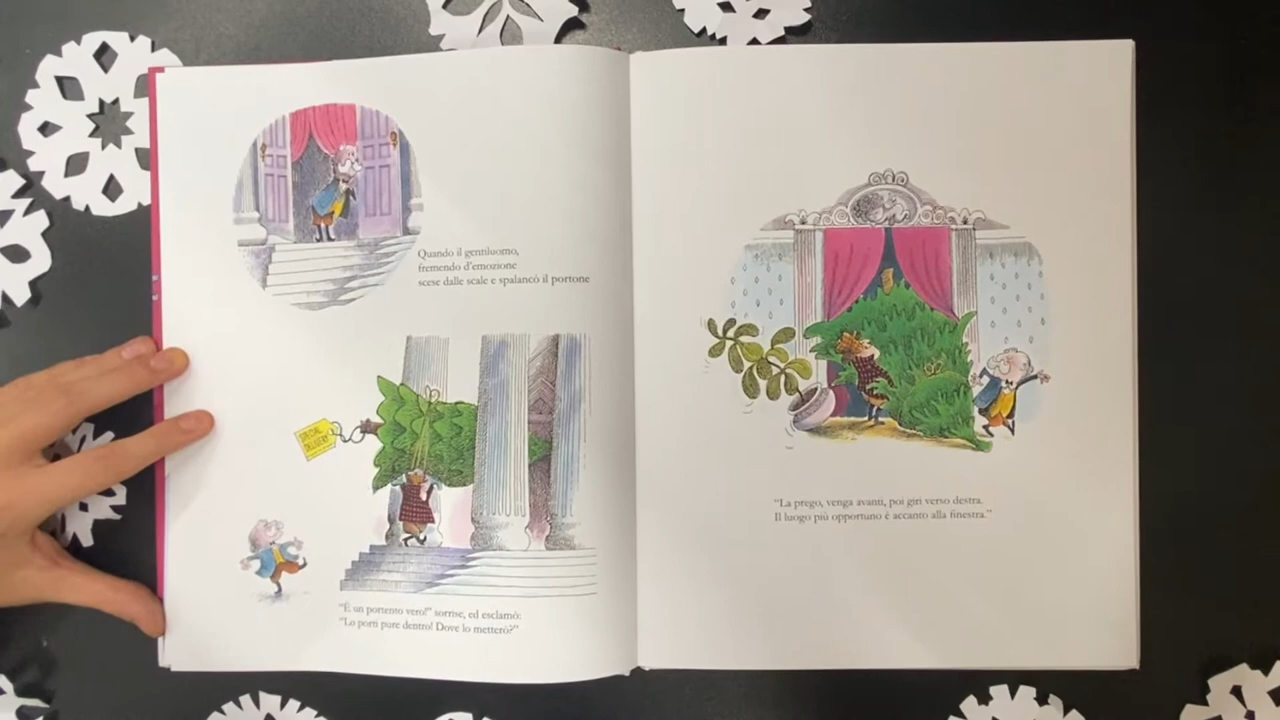 Quando il gentiluomo,
fremendo d'emozione
scese dalle scale e spalancò il portone
SPECIAL
DELIVERY
"È un portento vero!" sorrise, ed esclamò:
"Lo porti pure dentro! Dove lo metterò?"
"La prego, venga avanti, poi giri verso destra.
Il luogo più opportuno è accanto alla finestra."